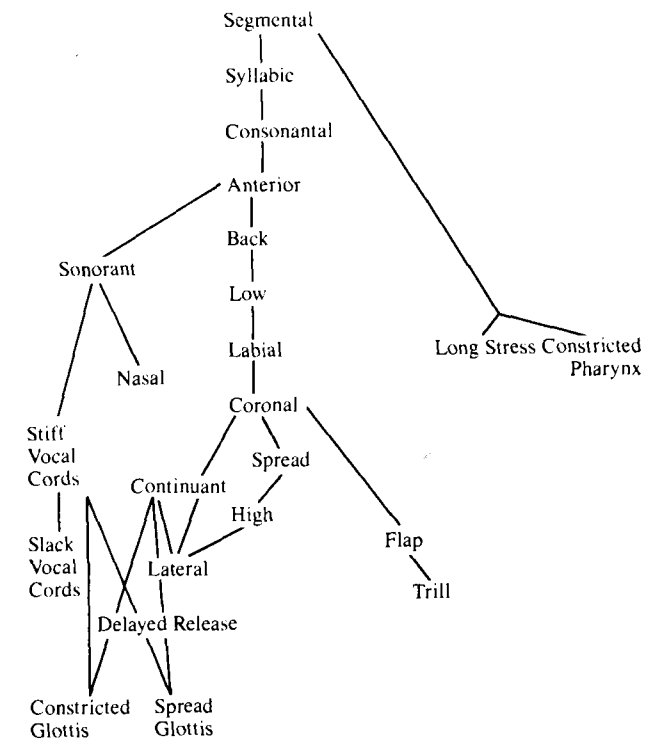 Segmental
Syllabic
Consonantal
Anterior
Back
Sonorant
Low
Labial
Long Stress Constricted
Pharynx
Nasal
Coronal
Stiff
Vocal
Cords
Spread
Continuant
High
Flap
Slack
Vocal
Cords
Lateral
Trill
Delayed Release
Constricted
Glottis
Spread
Glottis